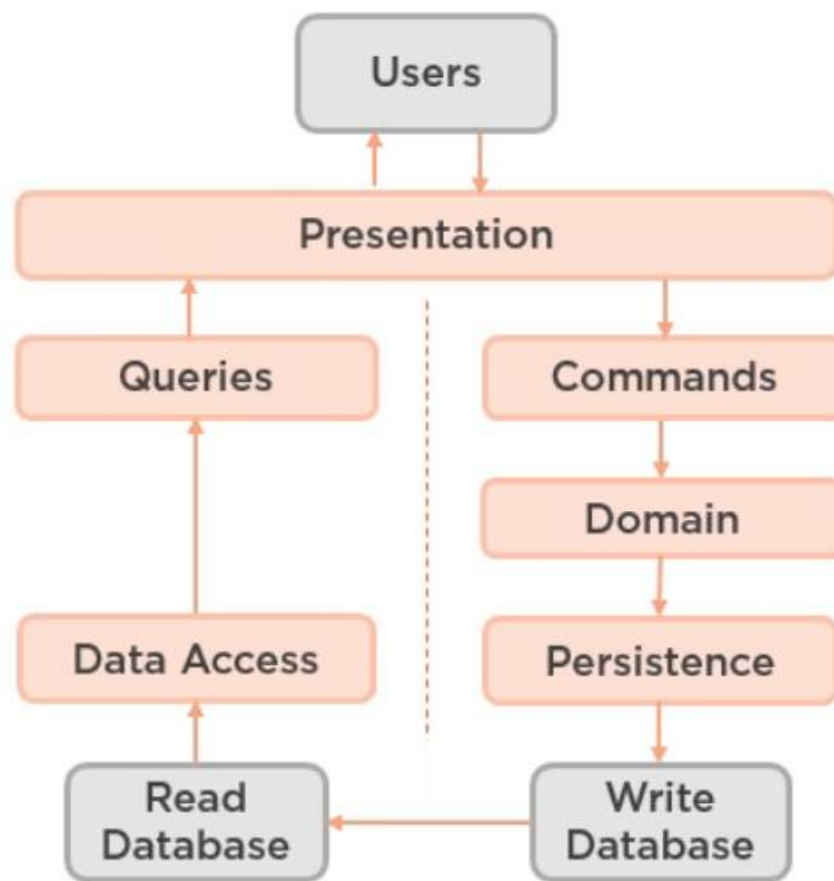 Users
Presentation
Queries
Commands
Domain
Data Access
Persistence
Read
Database
Write
Database